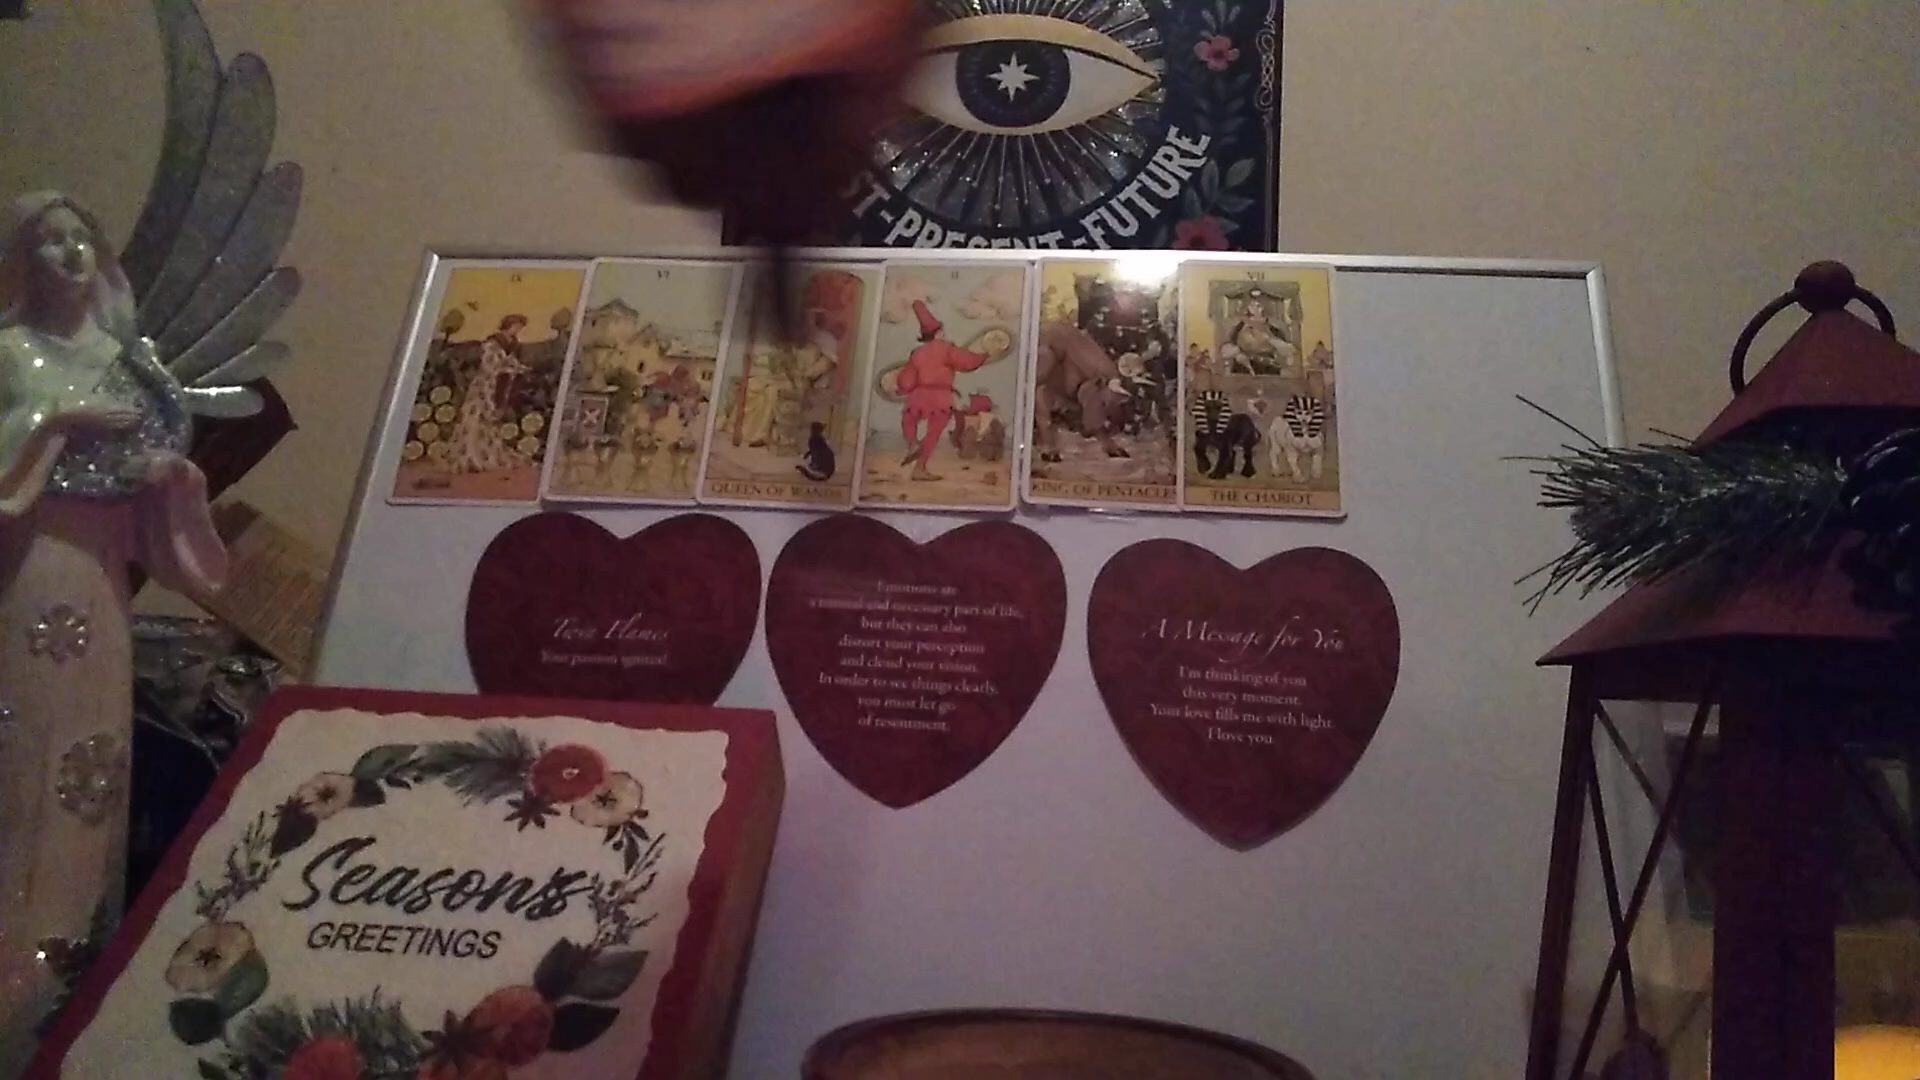 ST-PRESENT-FUTURE
IX
VI
II
VII
QUEEN OF WANDS
KING OF PENTACLES
THE CHARIOT
Twin Flames
Your passion ignites!
Emotions are
a natural and necessary part of life,
but they can also
distort your perception
and cloud your vision.
In order to see things clearly,
you must let go
of resentment.
A Message for You
I'm thinking of you
this very moment.
Your love fills me with light.
I love you.
Season's
GREETINGS